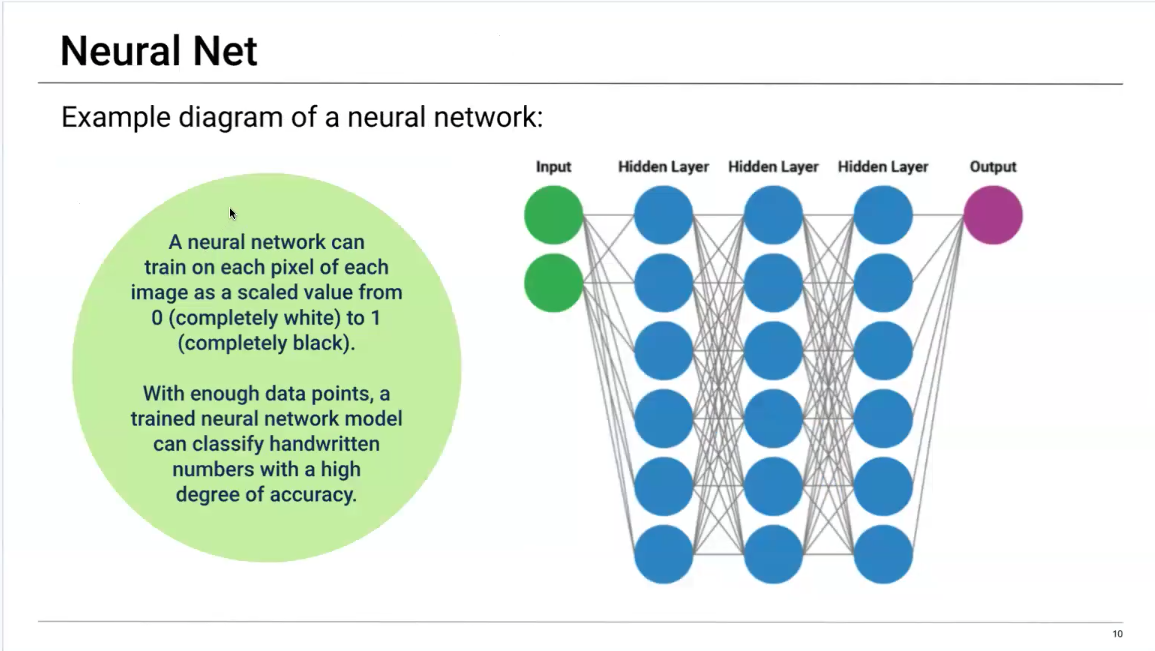 Neural Net
Example diagram of a neural network:
A neural network can
train on each pixel of each
image as a scaled value from
0 (completely white) to 1
(completely black).
With enough data points, a
trained neural network model
can classify handwritten
numbers with a high
degree of accuracy.
Input Hidden Layer Hidden Layer Hidden Layer Output
10